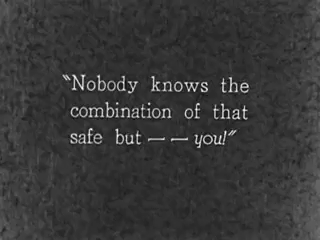 "Nobody knows the
combination of that
safe but — — you!"